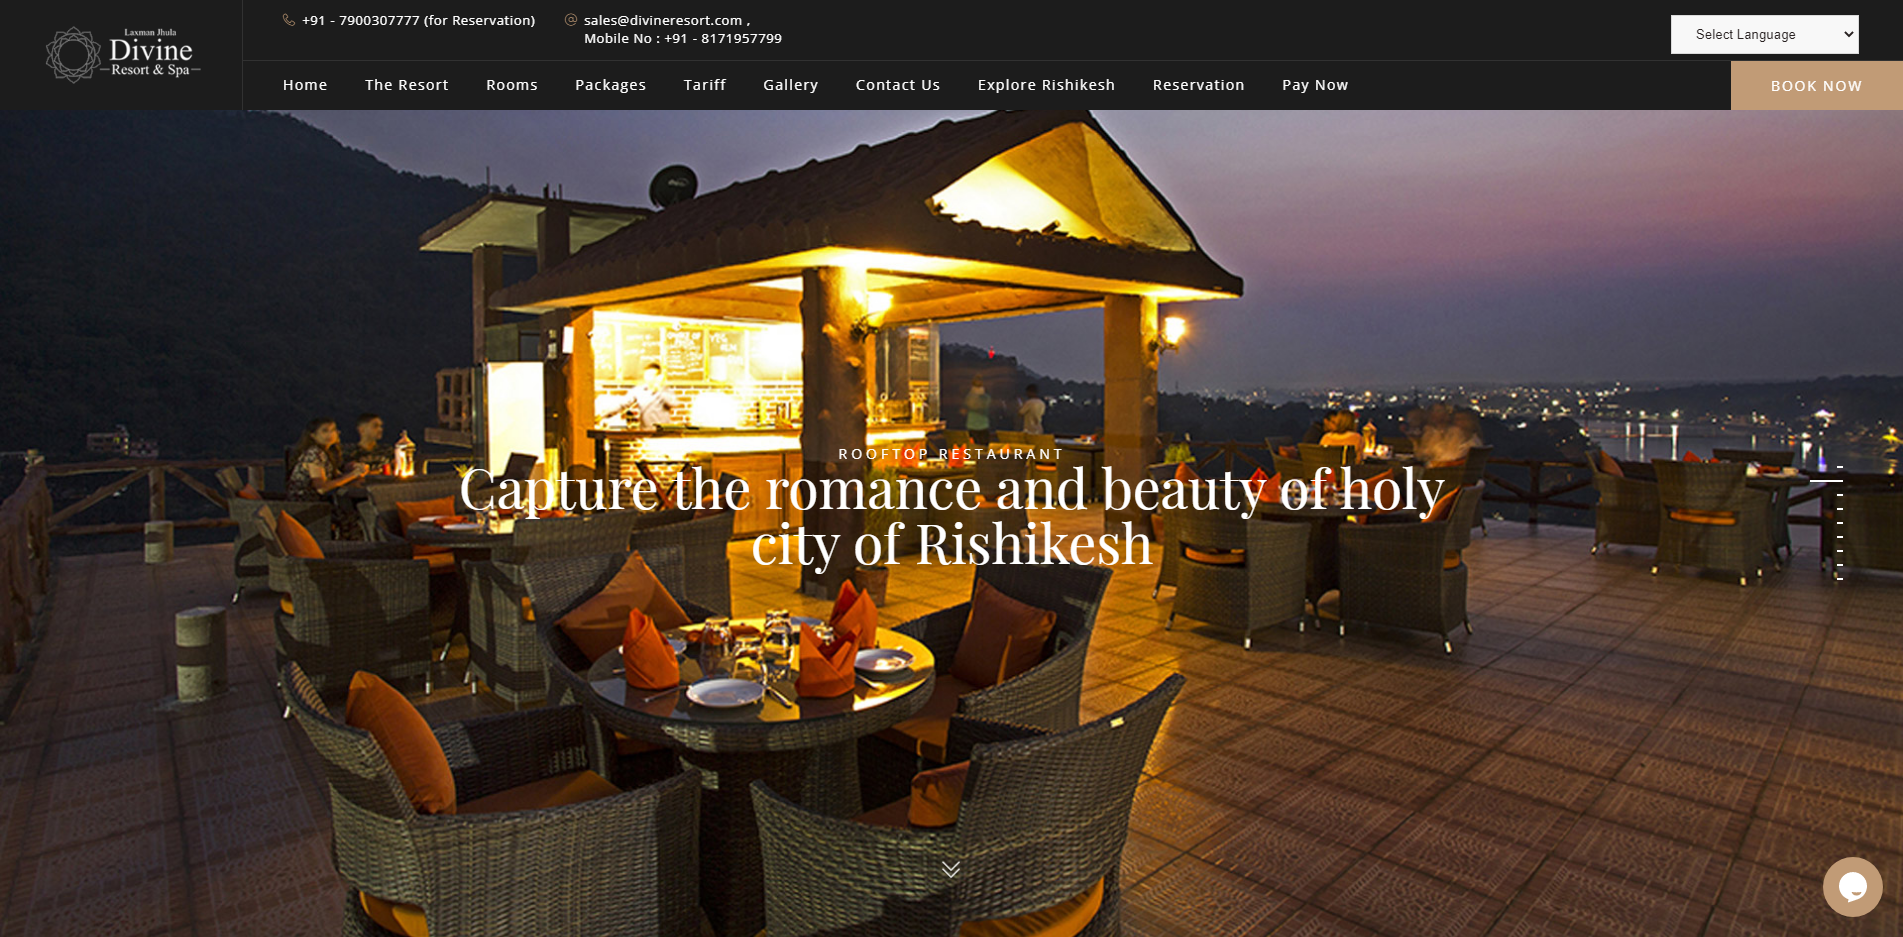 Laxman Jhula
Divine
Resort & Spa
+91 - 7900307777 (for Reservation)
sales@divineresort.com ,
Mobile No : +91 - 8171957799
Select Language
Home
The Resort
Rooms
Packages
Tariff
Gallery
Contact Us
Explore Rishikesh
Reservation
Pay Now
BOOK NOW
ROOFTOP RESTAURANT
Capture the romance and beauty of holy
city of Rishikesh